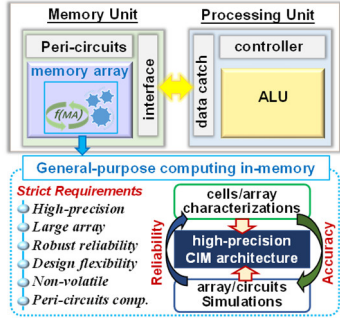 Memory Unit
Processing Unit
Peri-circuits
memory array
f(MA)
interface
data catch
controller
ALU
General-purpose computing in-memory
Strict Requirements
High-precision
Large array
Robust reliability
Design flexibility
Non-volatile
Peri-circuits comp.
cells/array
characterizations
Reliability
high-precision
CIM architecture
Accuracy
array/circuits
Simulations